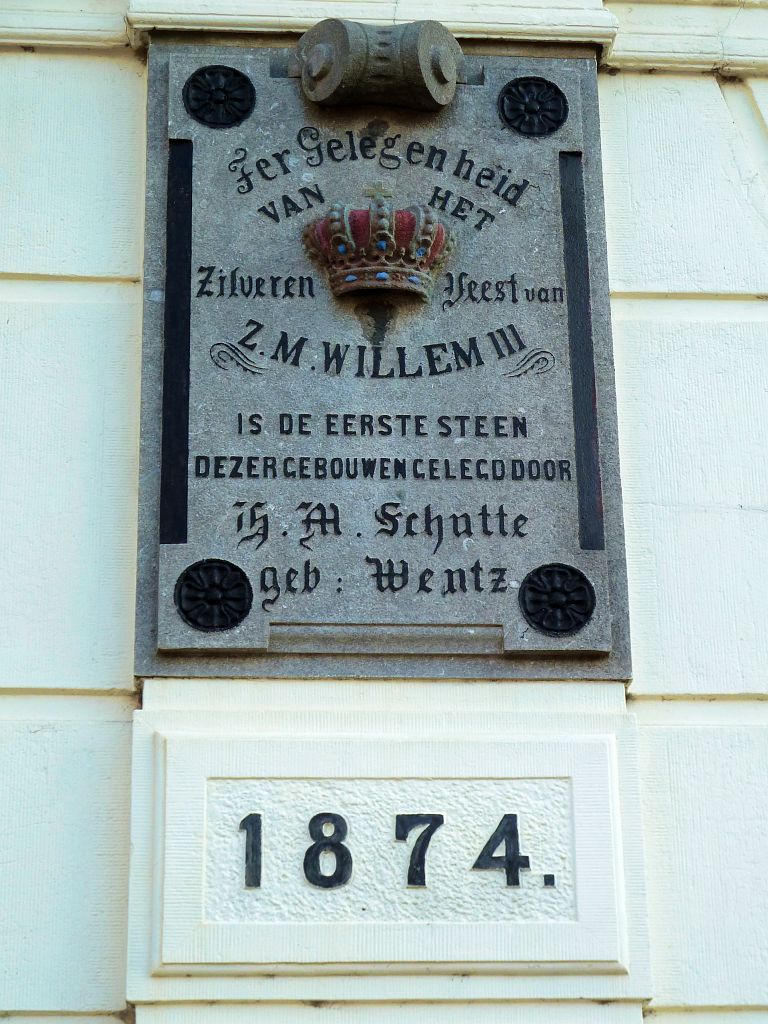 Ter Gelegenheid
VAN HET
Zilveren Feest van
Z.M. WILLEM III
IS DE EERSTE STEEN
DEZER GEBOUWEN GELEGD DOOR
H. M. Schutte
geb: Wentz
1874.